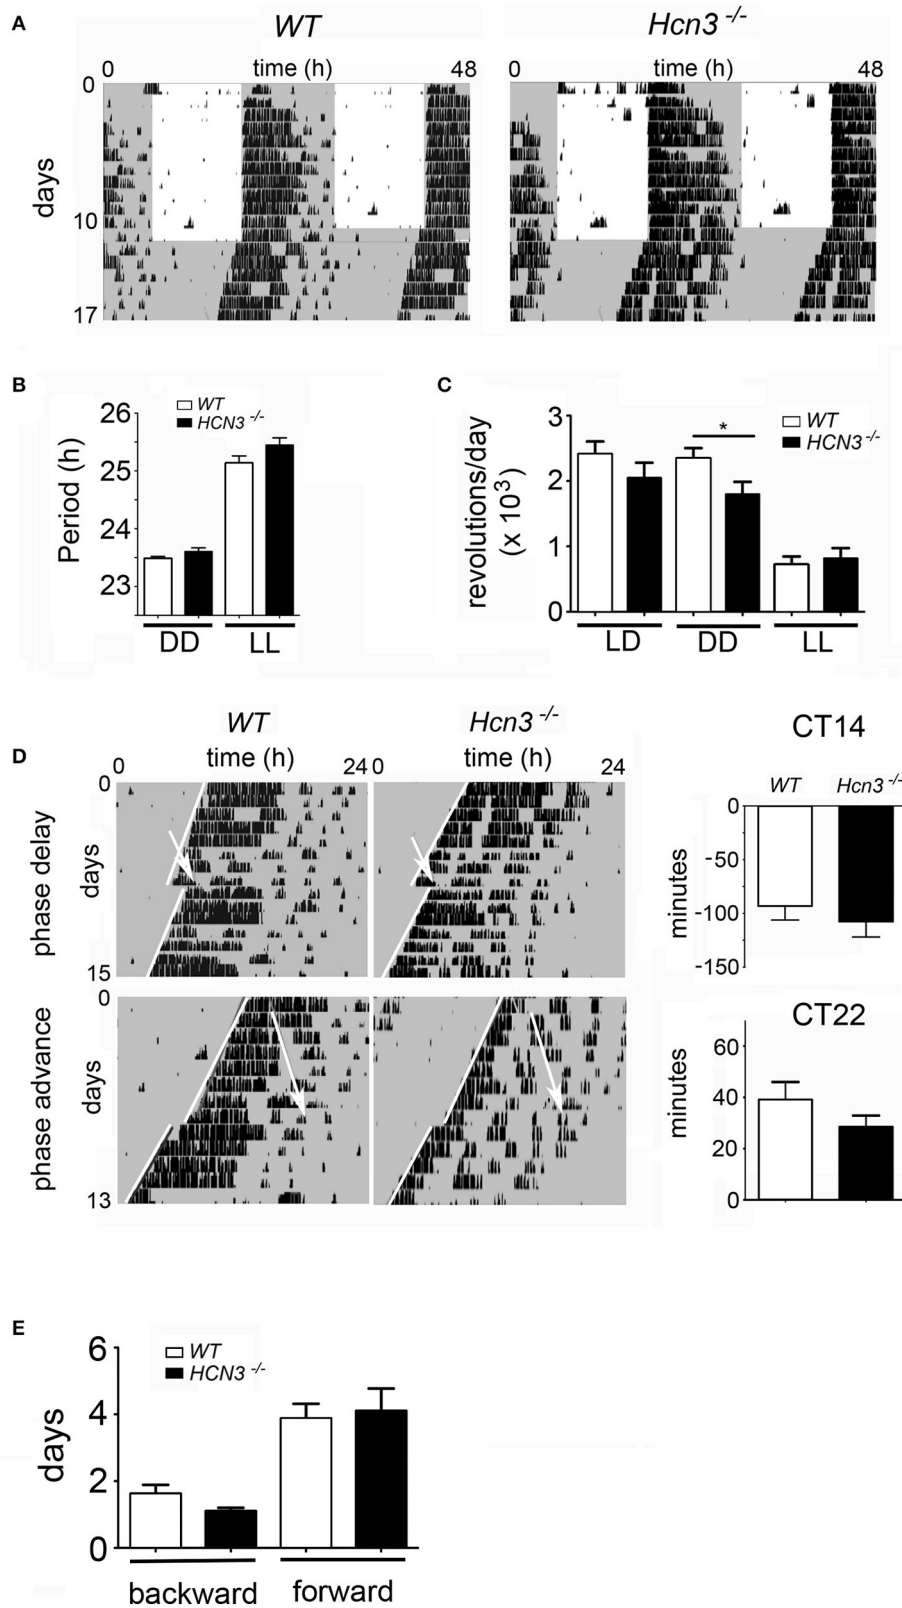 A
WT
Hcn3 -/-
0 time (h) 48
0 time (h) 48
0
days
10
17
B
C
26
25
24
23
Period (h)
WT
HCN3 -/-
DD LL
3
2
1
0
revolutions/day
(x 10³)
WT
HCN3 -/-
*
LD DD LL
D
WT
Hcn3 -/-
0 time (h) 24
0 time (h) 24
phase delay
days
0
15
phase advance
days
0
13
CT14
WT Hcn3 -/-
minutes
0
-50
-100
-150
CT22
minutes
60
40
20
0
E
WT
HCN3 -/-
days
6
4
2
0
backward forward